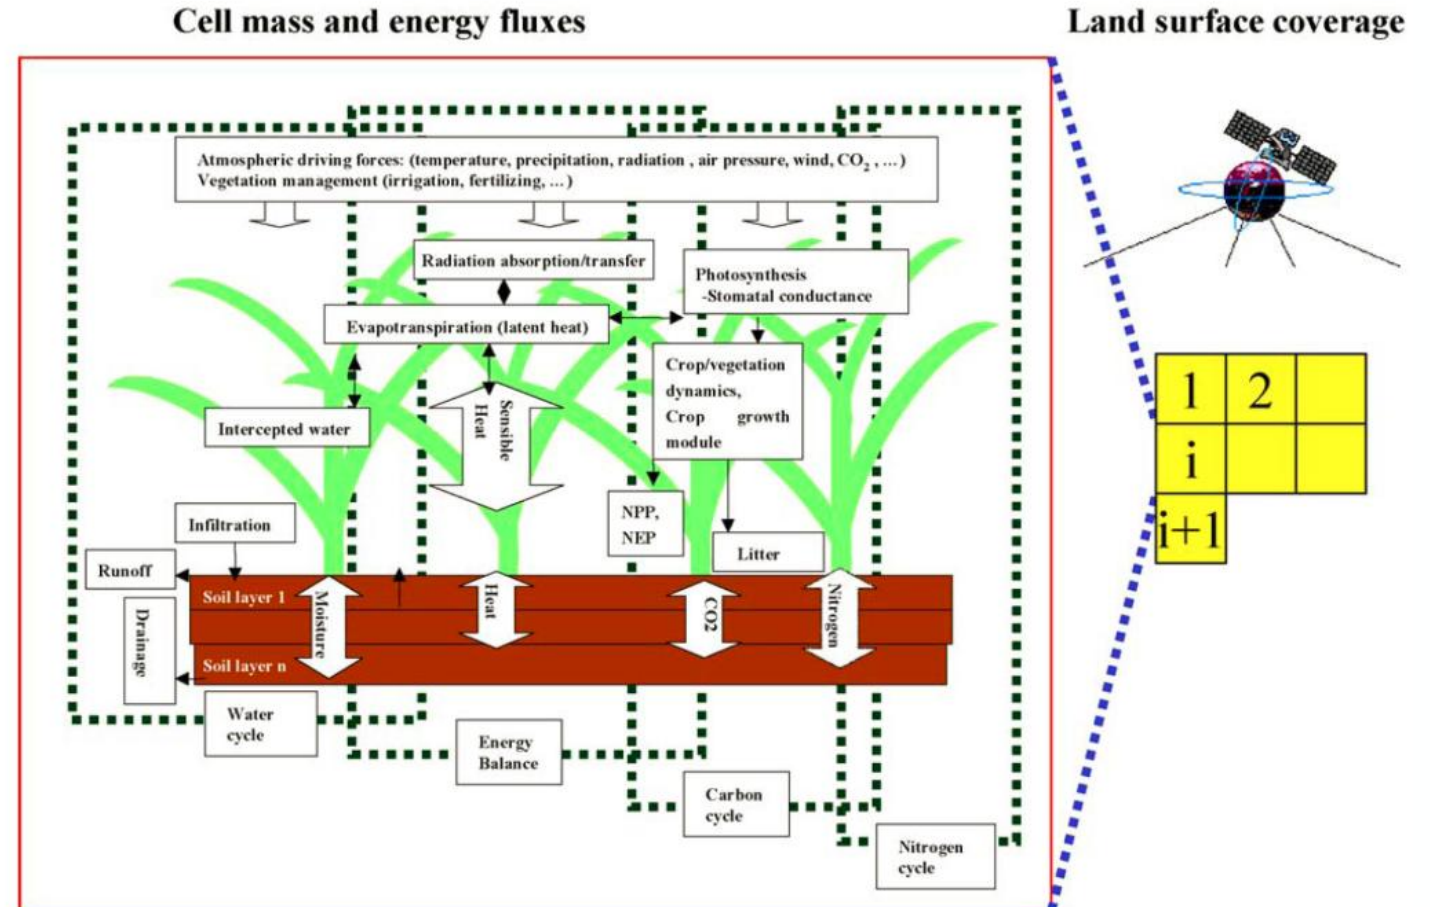 Cell mass and energy fluxes
Land surface coverage
Atmospheric driving forces: (temperature, precipitation, radiation , air pressure, wind, CO₂ , ...)
Vegetation management (irrigation, fertilizing, ...)
Radiation absorption/transfer
Photosynthesis
-Stomatal conductance
Evapotranspiration (latent heat)
Crop/vegetation
dynamics,
Crop growth
module
Intercepted water
Sensible
Heat
1
2
i
i+1
NPP,
NEP
Litter
Infiltration
Runoff
Drainage
Soil layer 1
Soil layer n
Moisture
Heat
CO2
Nitrogen
Water
cycle
Energy
Balance
Carbon
cycle
Nitrogen
cycle